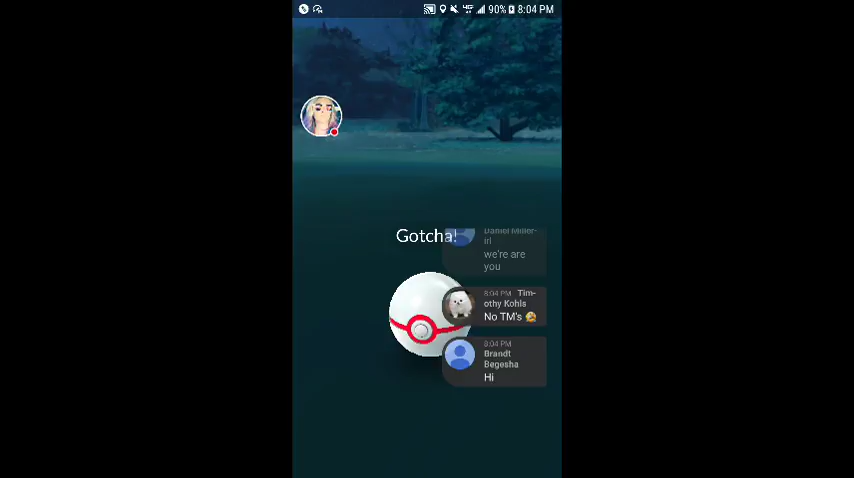 90% 8:04 PM
Gotcha!
Daniel Miller-
irl
we're are
you
8:04 PM Tim-
othy Kohls
No TM's
8:04 PM
Brandt
Begesha
Hi